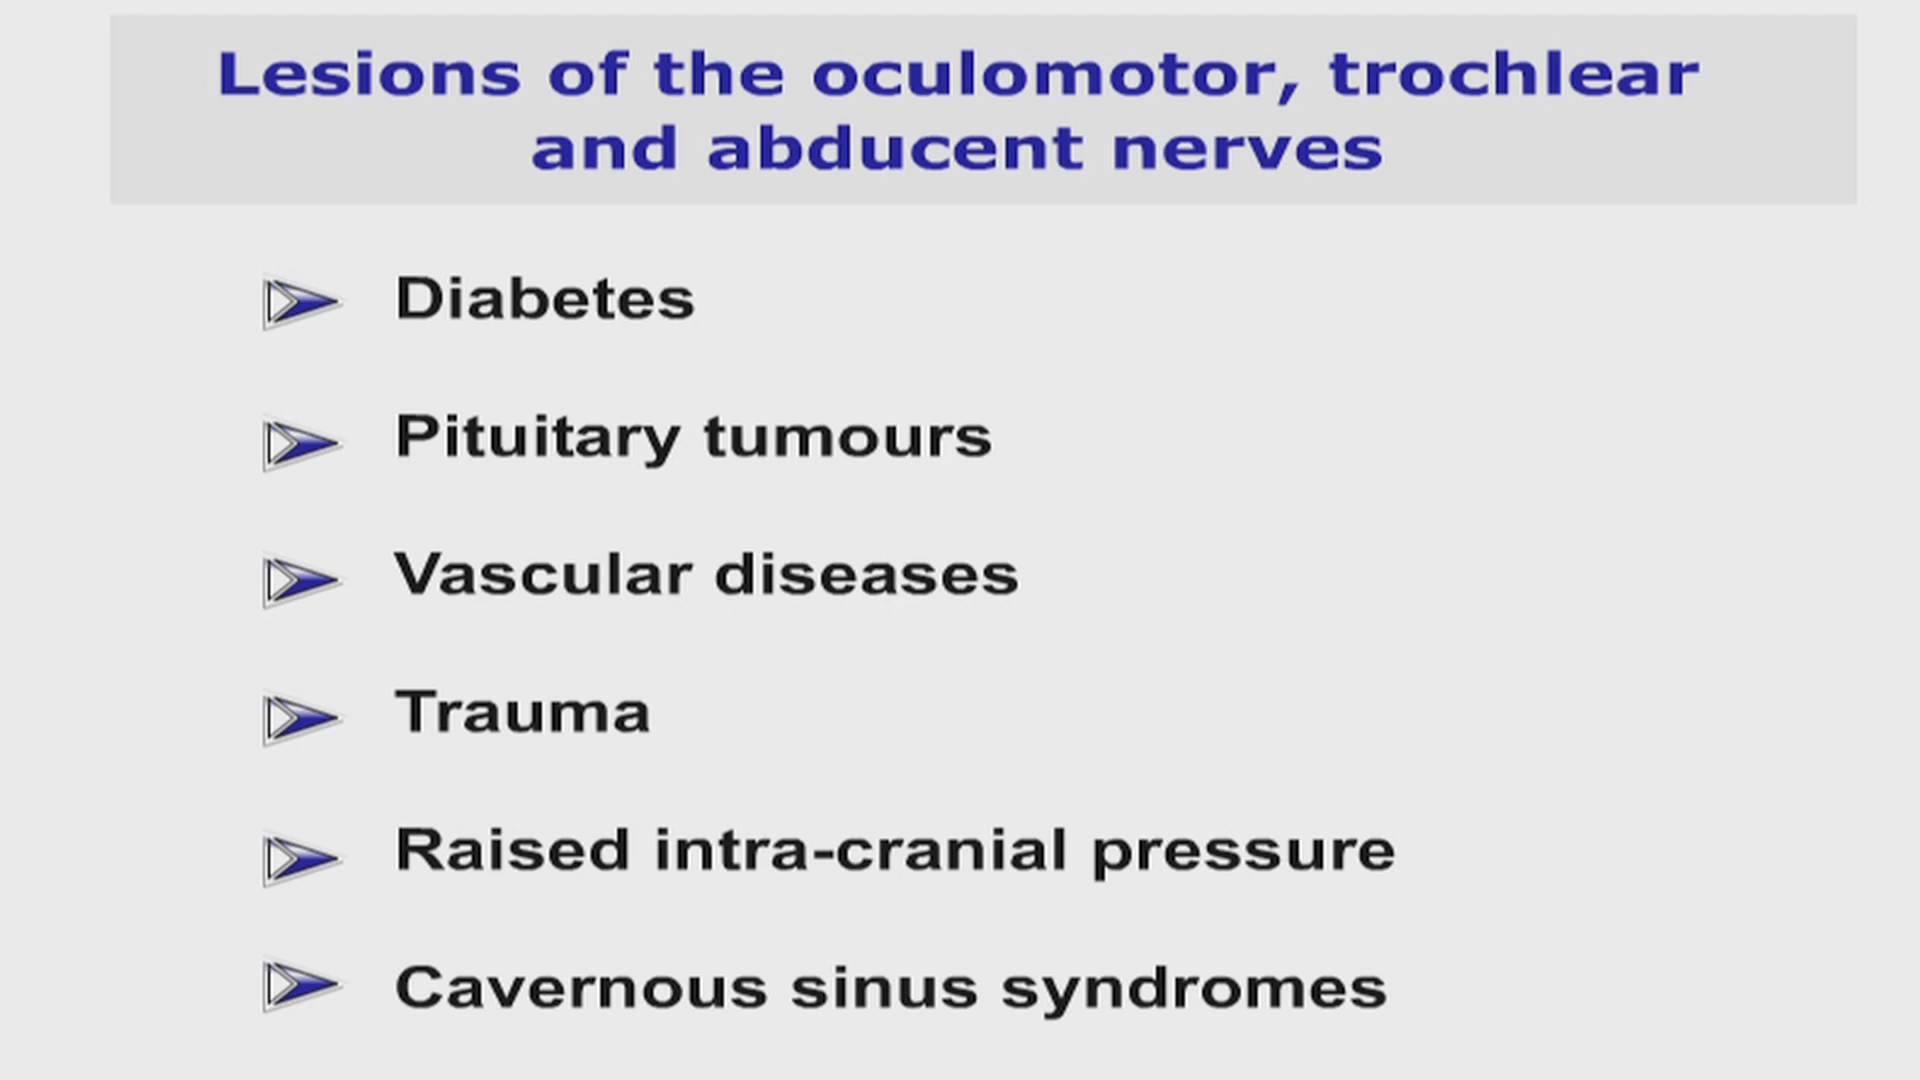 Lesions of the oculomotor, trochlear
and abducent nerves
Diabetes
Pituitary tumours
Vascular diseases
Trauma
Raised intra-cranial pressure
Cavernous sinus syndromes